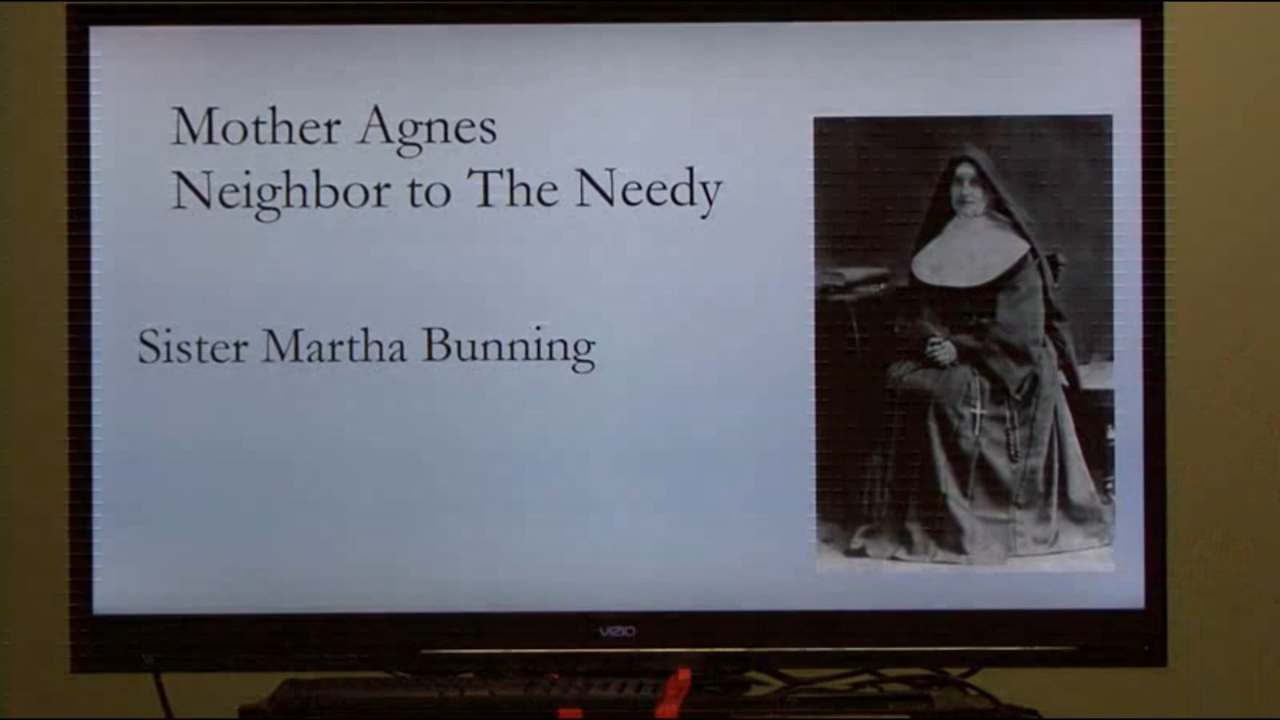 Mother Agnes
Neighbor to The Needy
Sister Martha Bunning
VIZIO